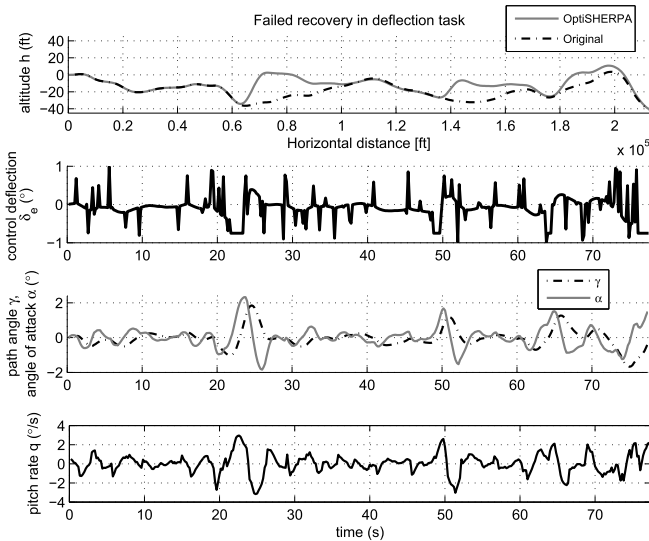 Failed recovery in deflection task
OptiSHERPA
Original
altitude h (ft)
40
20
0
−20
−40
0 0.2 0.4 0.6 0.8 1 1.2 1.4 1.6 1.8 2
Horizontal distance [ft]
x 10⁵
control deflection
δe (°)
1
0
−1
0 10 20 30 40 50 60 70
γ
α
path angle γ,
angle of attack α (°)
2
0
−2
0 10 20 30 40 50 60 70
pitch rate q (°/s)
4
2
0
−2
−4
0 10 20 30 40 50 60 70
time (s)